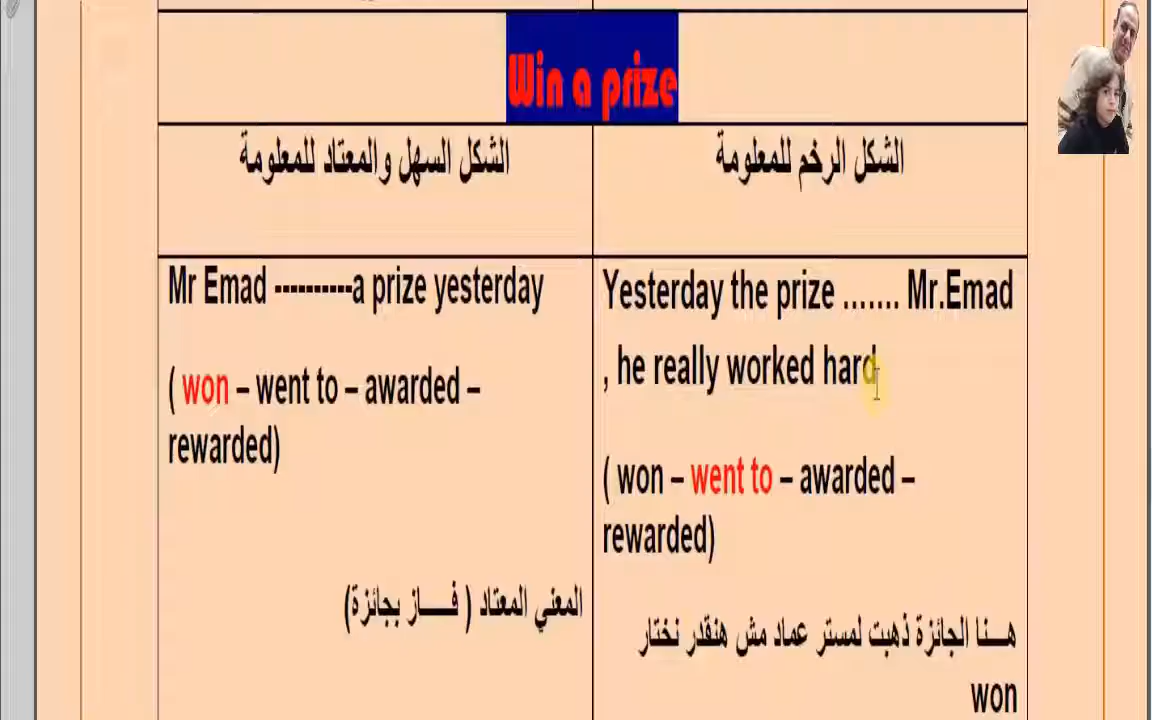 Win a prize
الشكل السهل والمعتاد للمعلومة
الشكل الرخم للمعلومة
Mr Emad ----------a prize yesterday
( won – went to – awarded –
rewarded)
المعني المعتاد ( فـــاز بجائزة)
Yesterday the prize ....... Mr.Emad
, he really worked hard
( won – went to – awarded –
rewarded)
هـــنا الجائزة ذهبت لمستر عماد مش هنقدر نختار
won